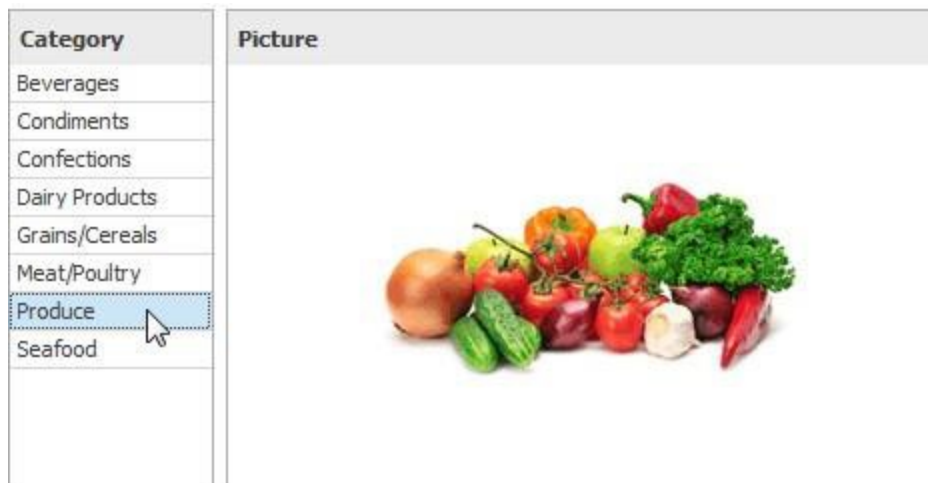 Category
Picture
Beverages
Condiments
Confections
Dairy Products
Grains/Cereals
Meat/Poultry
Produce
Seafood